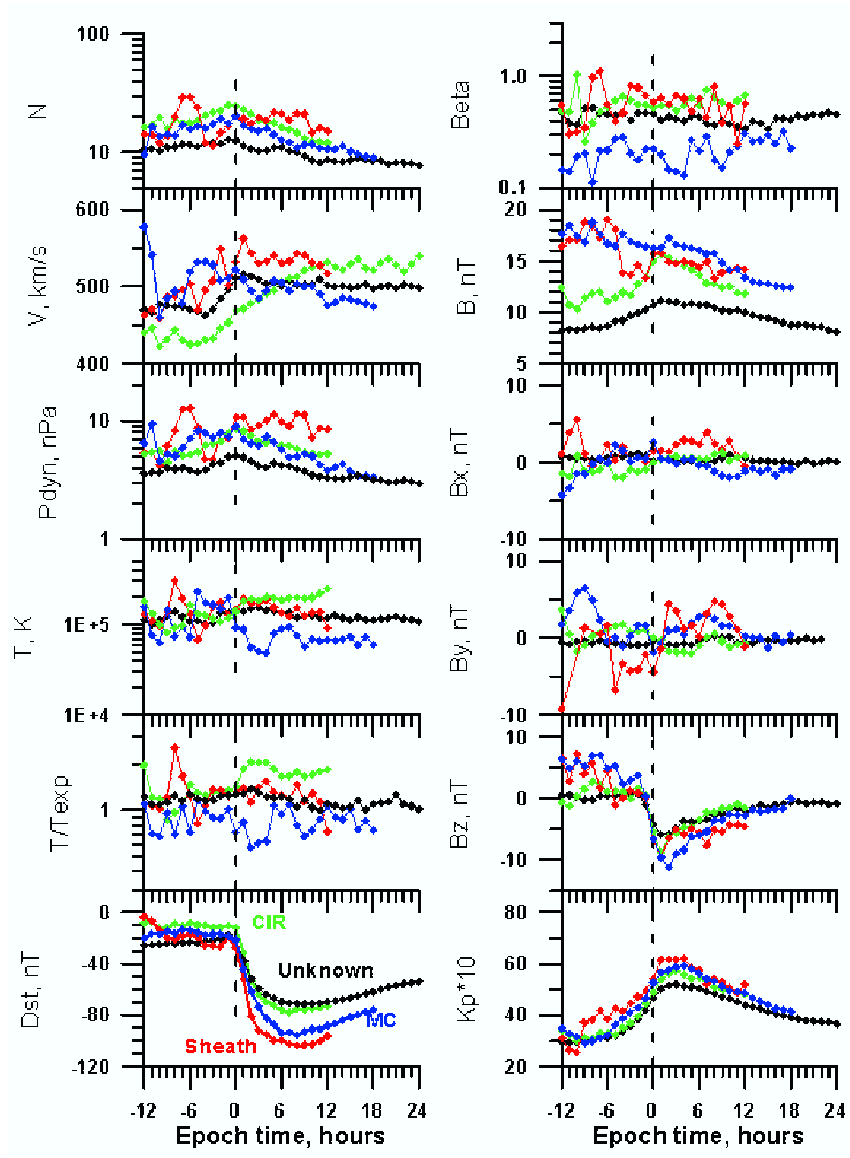 100
10
N
600
500
400
V, km/s
10
1
Pdyn, nPa
1E+5
1E+4
T, K
1
T/Texp
0
-40
-80
-120
Dst, nT
CIR
Unknown
MC
Sheath
-12 -6 0 6 12 18 24
Epoch time, hours
1.0
0.1
Beta
20
15
10
5
B, nT
10
0
-10
Bx, nT
10
0
-10
By, nT
10
0
-10
Bz, nT
80
60
40
20
Kp*10
-12 -6 0 6 12 18 24
Epoch time, hours